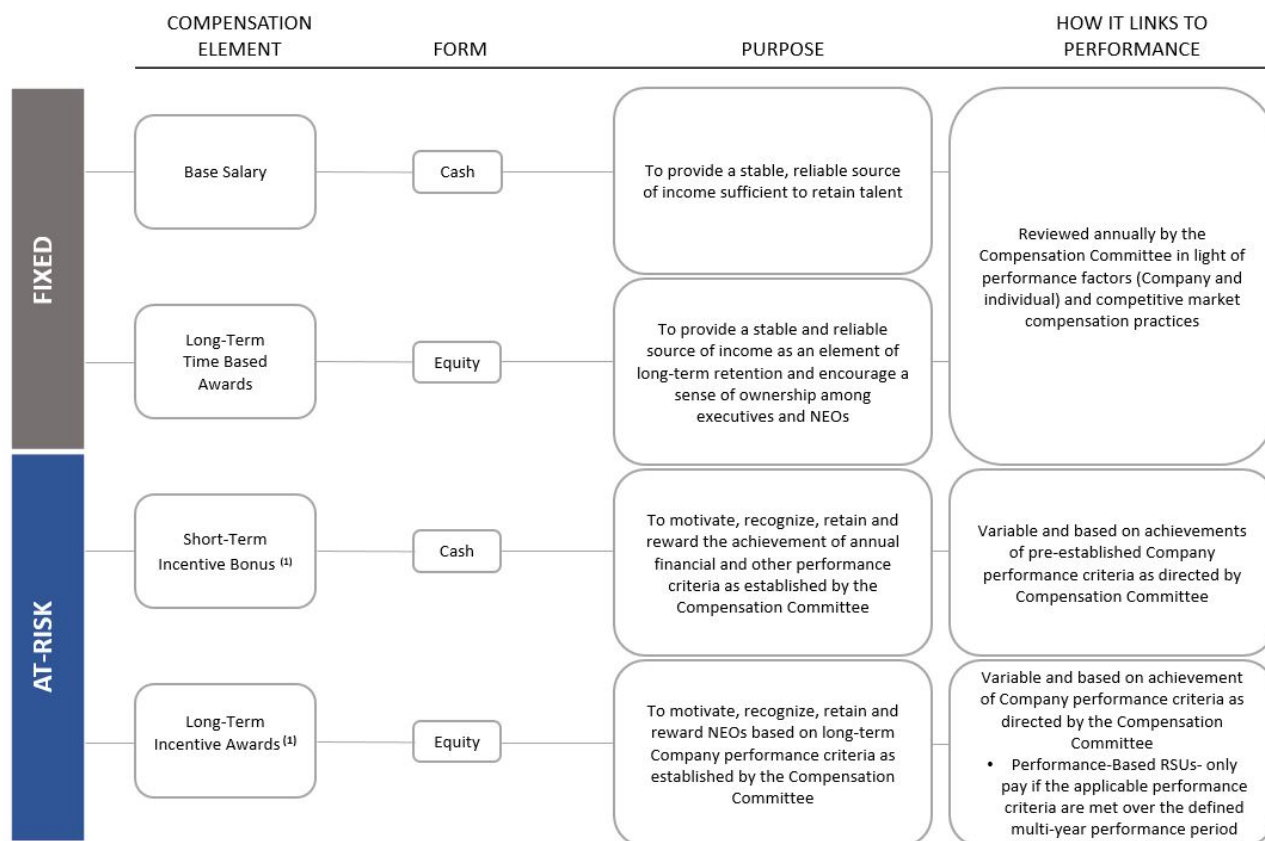 COMPENSATION
ELEMENT
FORM
PURPOSE
HOW IT LINKS TO
PERFORMANCE
FIXED
Base Salary
Cash
To provide a stable, reliable source
of income sufficient to retain talent
Reviewed annually by the
Compensation Committee in light of
performance factors (Company and
individual) and competitive market
compensation practices
Long-Term
Time Based
Awards
Equity
To provide a stable and reliable
source of income as an element of
long-term retention and encourage a
sense of ownership among
executives and NEOs
AT-RISK
Short-Term
Incentive Bonus (1)
Cash
To motivate, recognize, retain and
reward the achievement of annual
financial and other performance
criteria as established by the
Compensation Committee
Variable and based on achievements
of pre-established Company
performance criteria as directed by
Compensation Committee
Long-Term
Incentive Awards (1)
Equity
To motivate, recognize, retain and
reward NEOs based on long-term
Company performance criteria as
established by the Compensation
Committee
Variable and based on achievement
of Company performance criteria as
directed by the Compensation
Committee
• Performance-Based RSUs- only
pay if the applicable performance
criteria are met over the defined
multi-year performance period